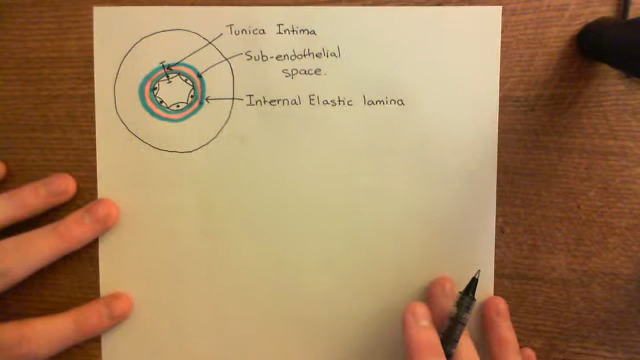 Tunica Intima
Sub-endothelial
space.
Internal Elastic lamina